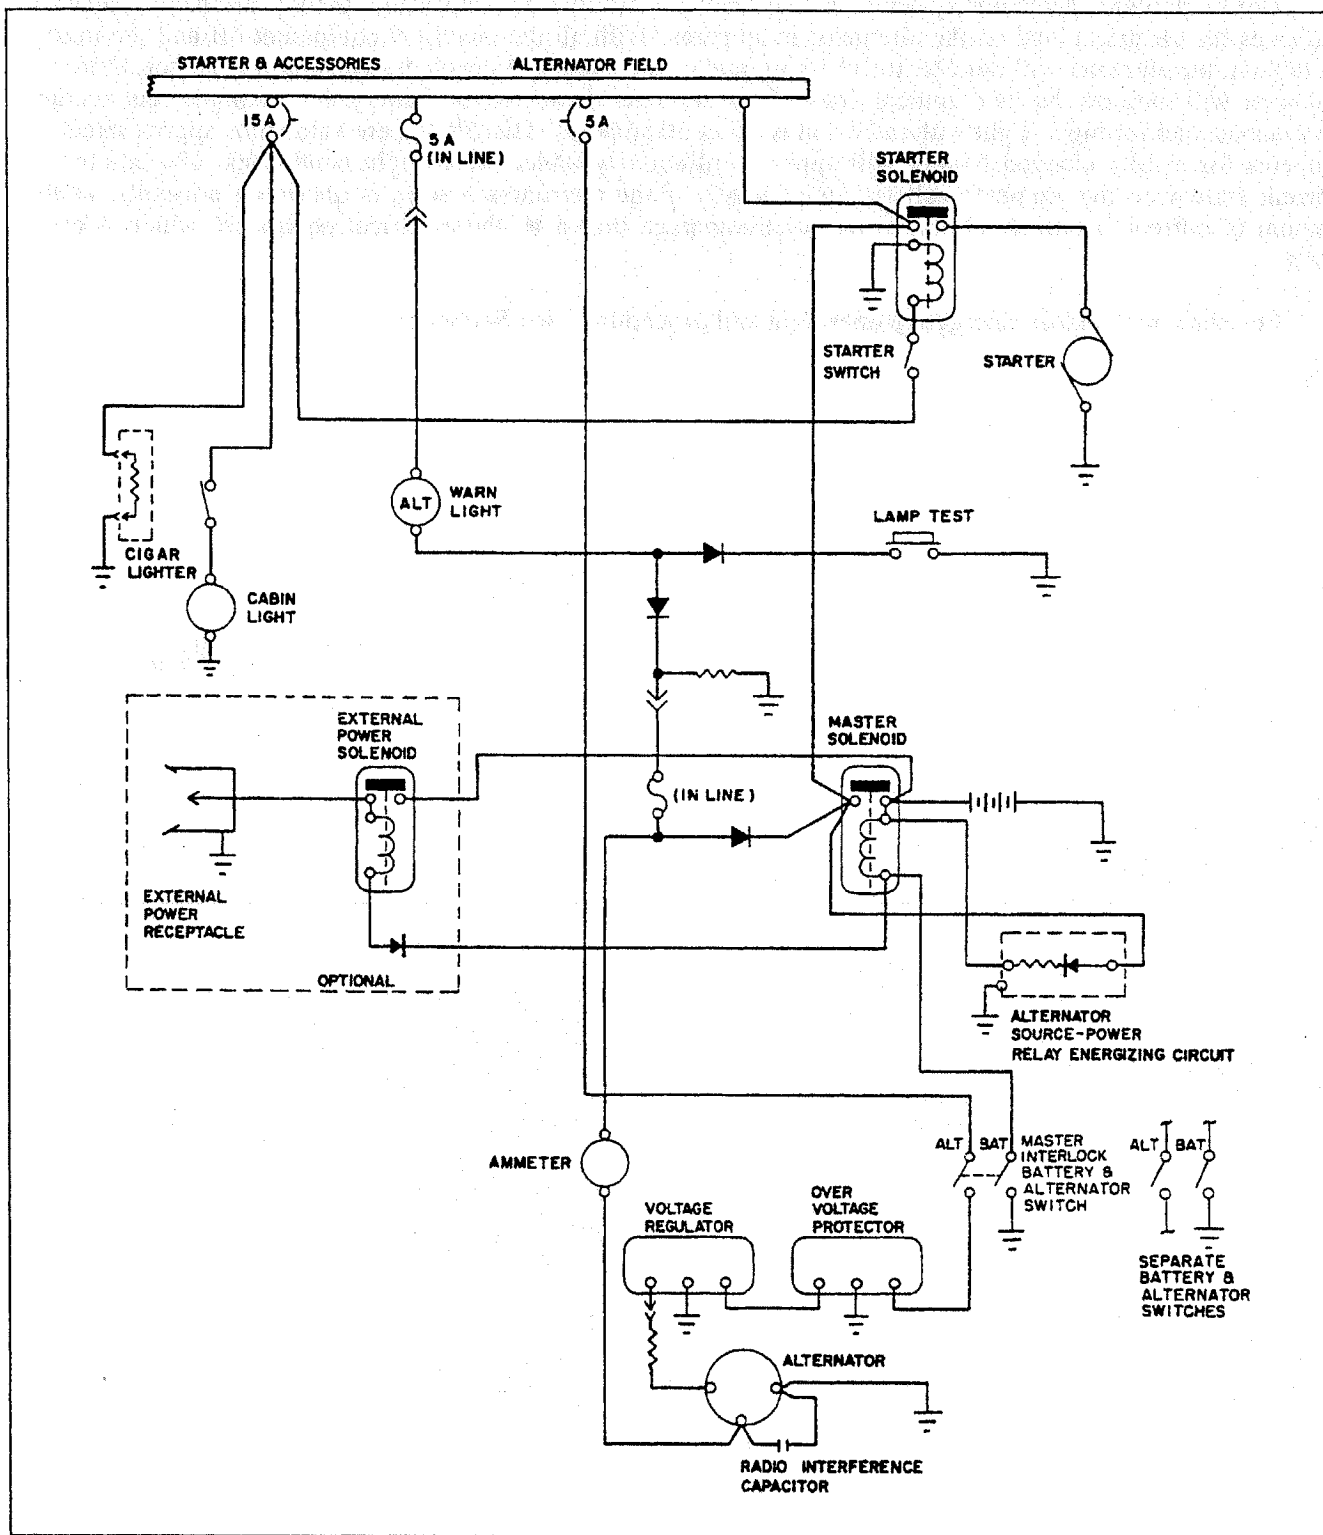 STARTER & ACCESSORIES
ALTERNATOR FIELD
15 A
5 A
(IN LINE)
5 A
STARTER
SOLENOID
STARTER
SWITCH
STARTER
ALT
WARN
LIGHT
LAMP TEST
CIGAR
LIGHTER
CABIN
LIGHT
EXTERNAL
POWER
SOLENOID
MASTER
SOLENOID
(IN LINE)
EXTERNAL
POWER
RECEPTACLE
OPTIONAL
ALTERNATOR
SOURCE-POWER
RELAY ENERGIZING CIRCUIT
AMMETER
ALT
BAT
MASTER
INTERLOCK
BATTERY &
ALTERNATOR
SWITCH
ALT
BAT
SEPARATE
BATTERY &
ALTERNATOR
SWITCHES
VOLTAGE
REGULATOR
OVER
VOLTAGE
PROTECTOR
ALTERNATOR
RADIO INTERFERENCE
CAPACITOR